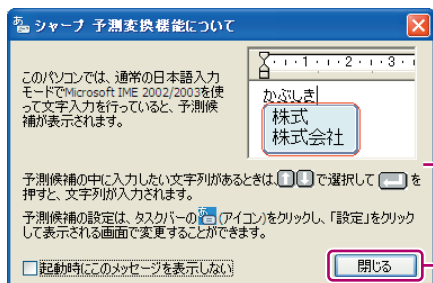 シャープ 予測変換機能について
このパソコンでは、通常の日本語入力
モードでMicrosoft IME 2002/2003を使
って文字入力を行っていると、予測候
補が表示されます。
1・1・1・2・1・3・1
かぶしき
株式
株式会社
予測候補の中に入力したい文字列があるときは、↑↓で選択して を
押すと、文字列が入力されます。
予測候補の設定は、タスクバーの (アイコン)をクリックし、「設定」をクリック
して表示される画面で変更することができます。
起動時にこのメッセージを表示しない
閉じる